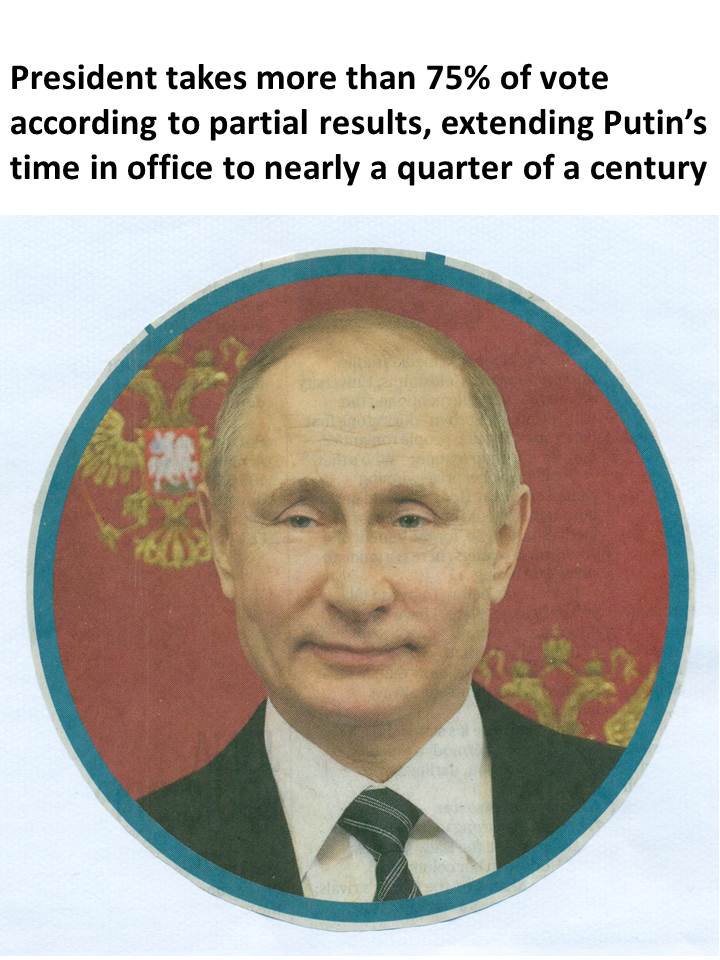 President takes more than 75% of vote
according to partial results, extending Putin’s
time in office to nearly a quarter of a century